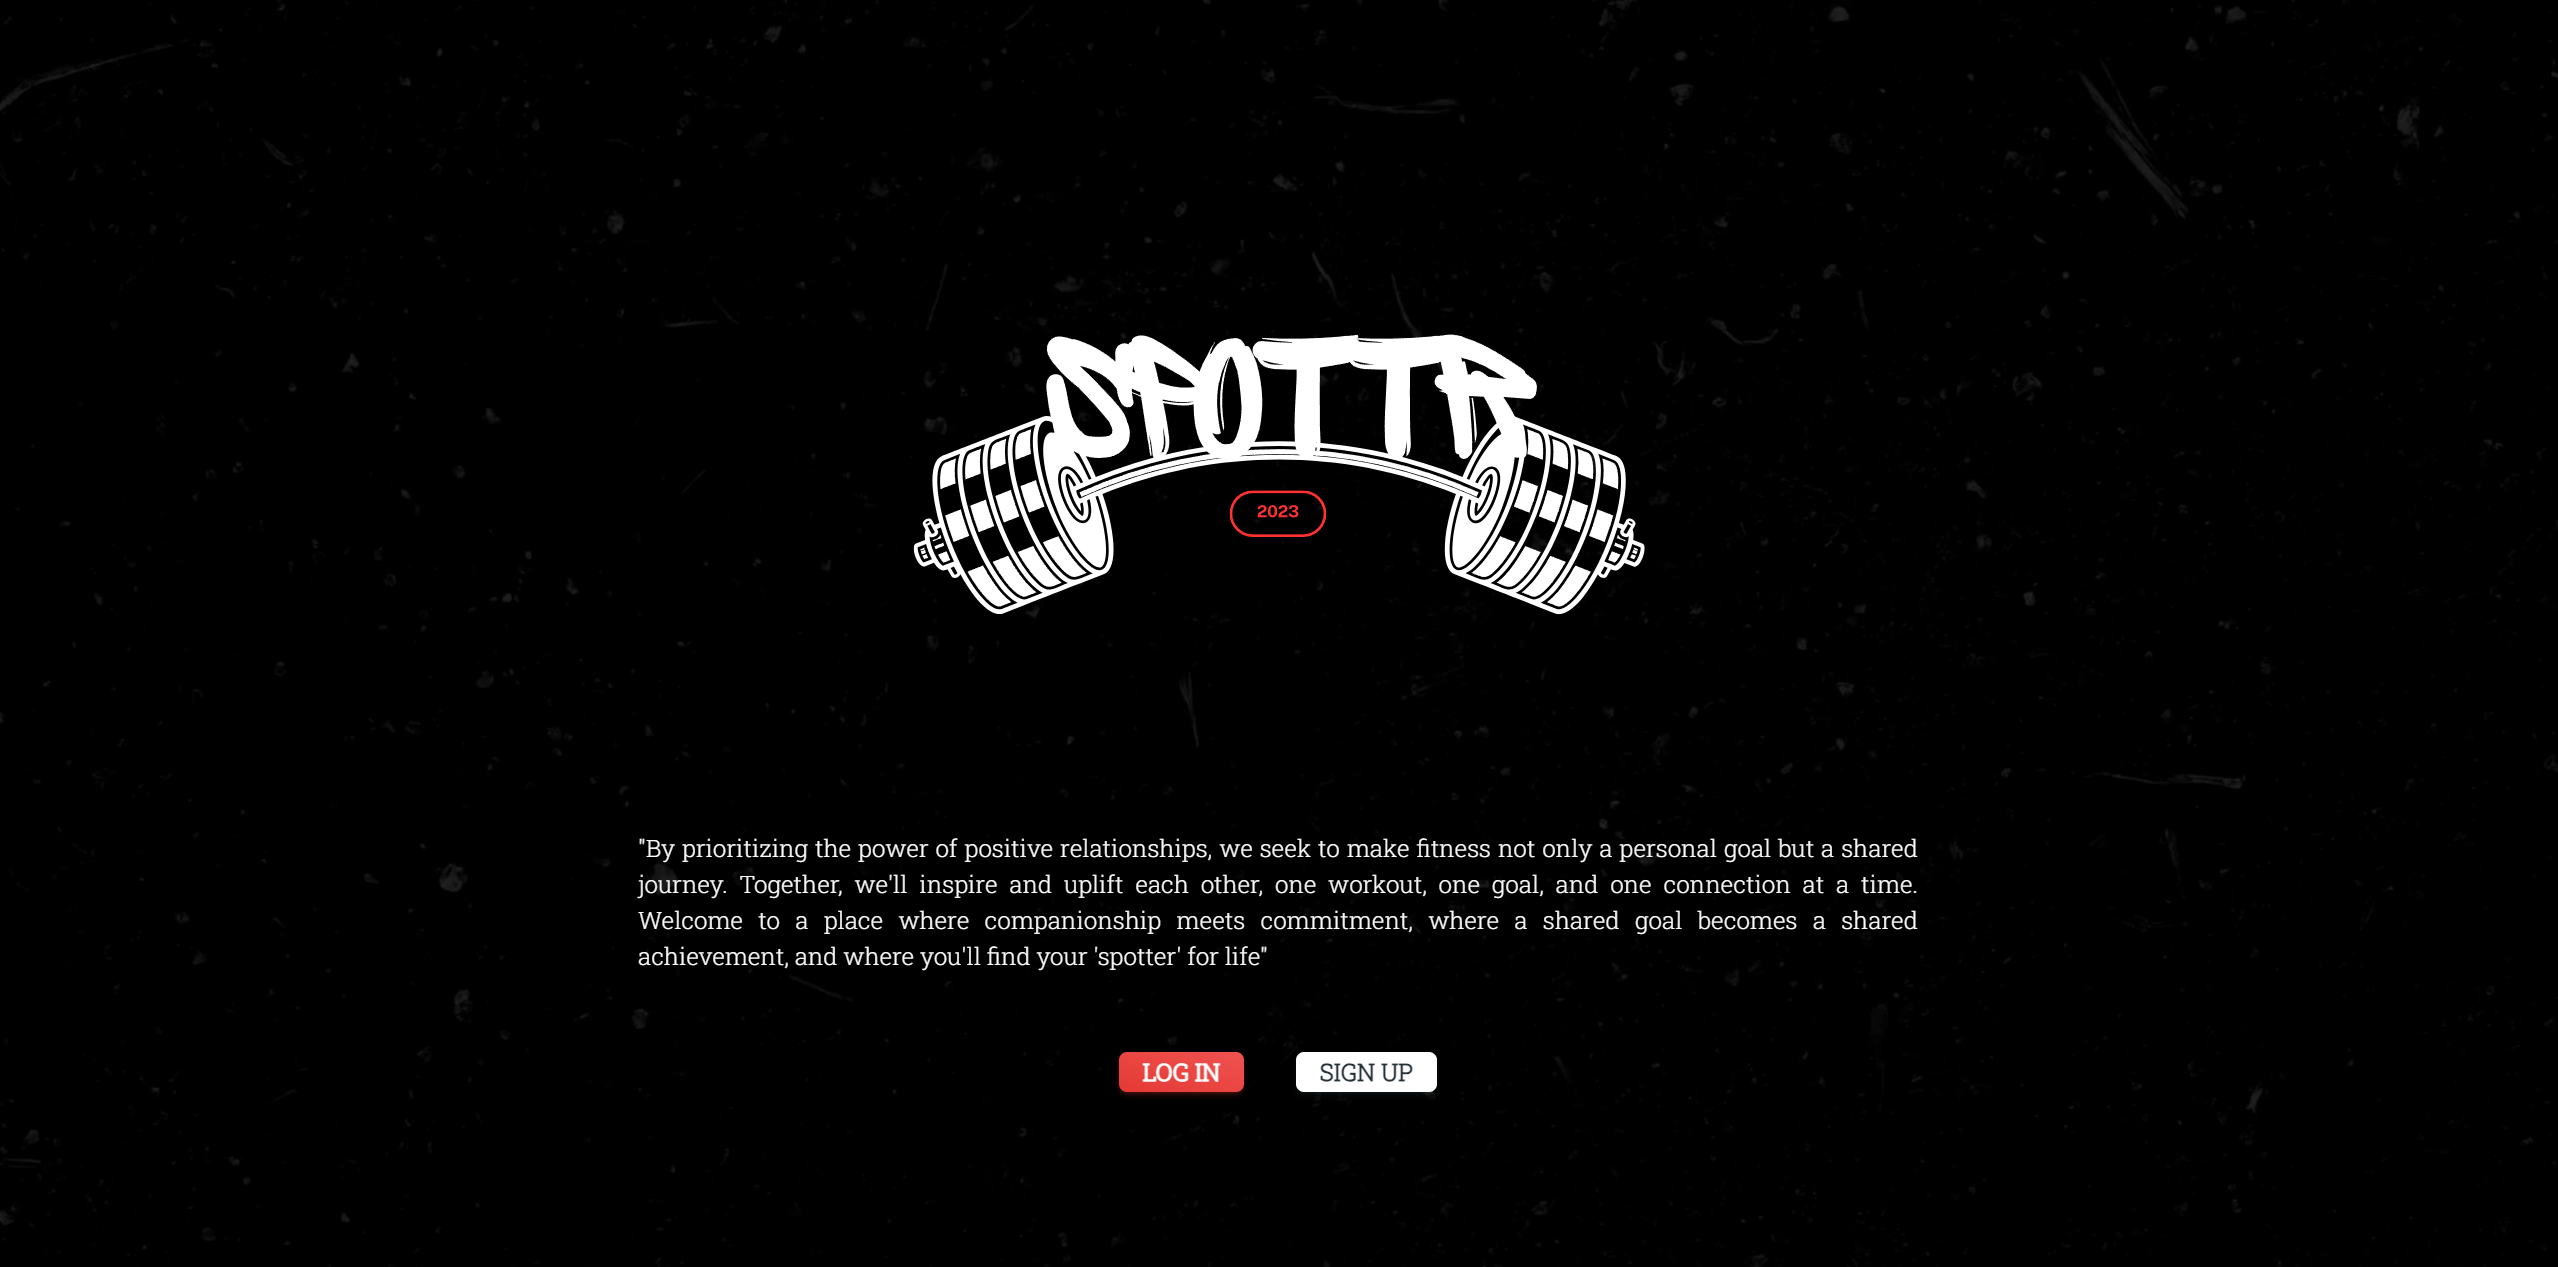 SPOTTR
2023
"By prioritizing the power of positive relationships, we seek to make fitness not only a personal goal but a shared
journey. Together, we'll inspire and uplift each other, one workout, one goal, and one connection at a time.
Welcome to a place where companionship meets commitment, where a shared goal becomes a shared
achievement, and where you'll find your 'spotter' for life"
LOG IN
SIGN UP